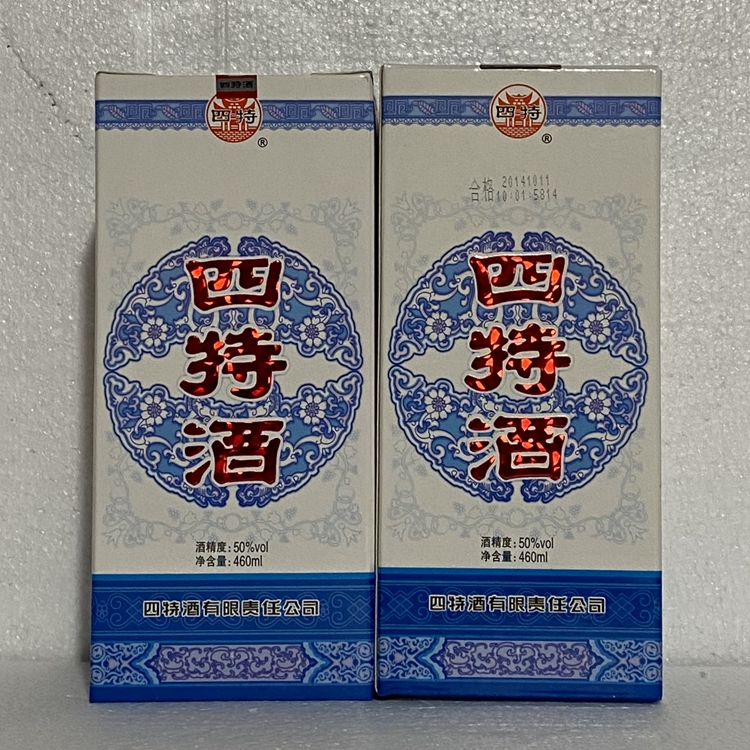 四特酒
四特
®
四
特
酒
酒精度：50%vol
净含量：460ml
四特酒有限责任公司
四特
®
合格 20141011
10:01:5814
四
特
酒
酒精度：50%vol
净含量：460ml
四特酒有限责任公司